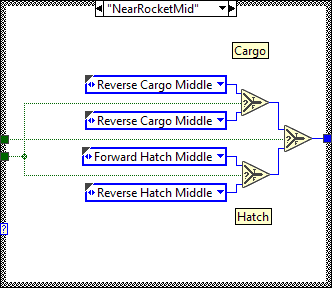 "NearRocketMid"
Cargo
Reverse Cargo Middle
?
Reverse Cargo Middle
T
?
F
Forward Hatch Middle
?
Reverse Hatch Middle
Hatch
?